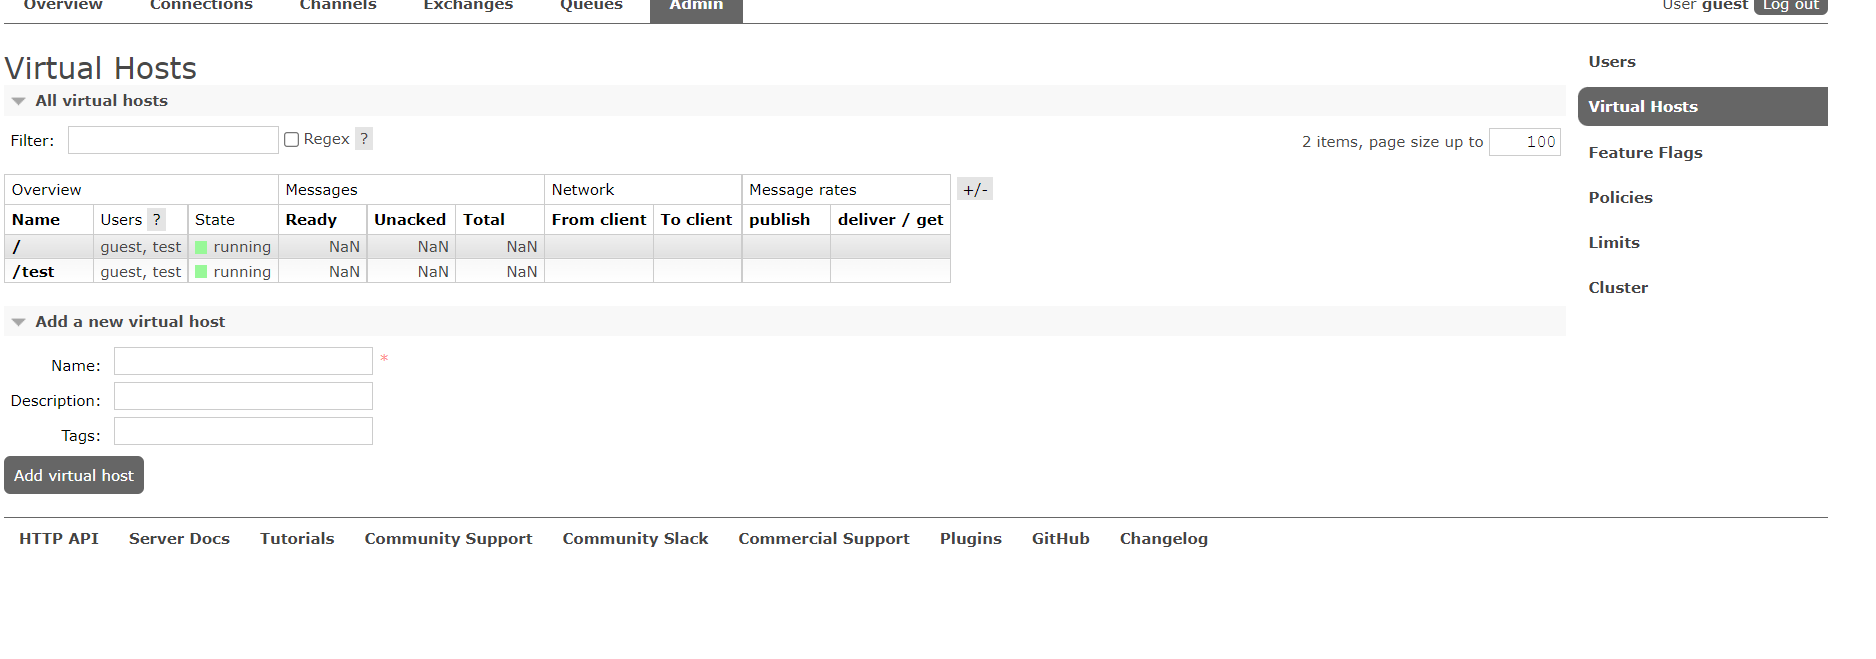 Overview Connections Channels Exchanges Queues Admin User guest Log out
Virtual Hosts
All virtual hosts
Filter: Regex ? 2 items, page size up to 100
Overview Messages Network Message rates +/-
Name Users ? State Ready Unacked Total From client To client publish deliver / get
/ guest, test running NaN NaN NaN
/test guest, test running NaN NaN NaN
Add a new virtual host
Name: *
Description:
Tags:
Add virtual host
Users
Virtual Hosts
Feature Flags
Policies
Limits
Cluster
HTTP API Server Docs Tutorials Community Support Community Slack Commercial Support Plugins GitHub Changelog